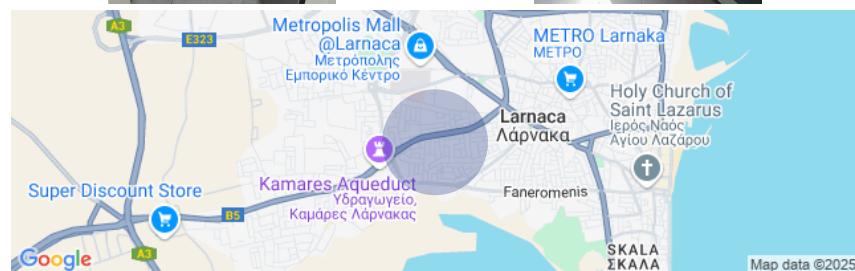 A3
E323
Metropolis Mall
@Larnaca
Μετρόπολης
Εμπορικό Κέντρο
METRO Larnaka
ΜΕΤΡΟ
Holy Church of
Saint Lazarus
Ιερός Ναός
Αγίου Λαζάρου
Larnaca
Λάρνακα
Kamares Aqueduct
Υδραγωγείο,
Καμάρες Λάρνακας
Faneromenis
Super Discount Store
B5
A3
SKALA
ΣΚΑΛΑ
Google
Map data ©2025